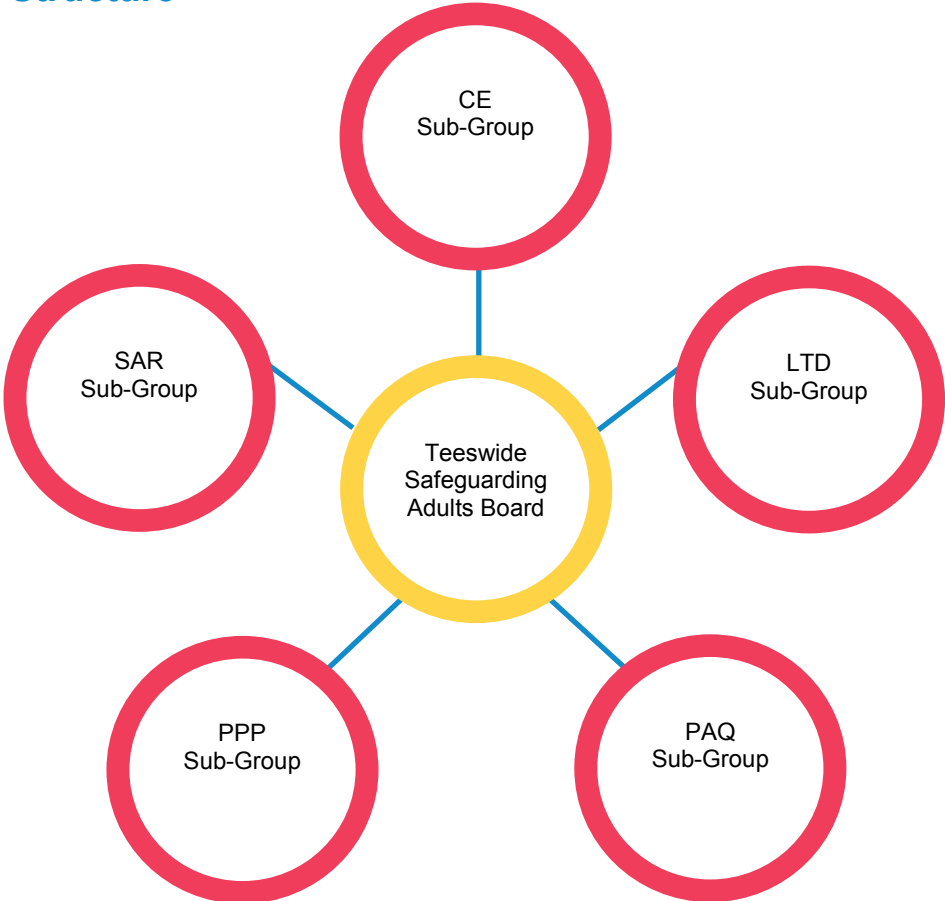 Structure
CE
Sub-Group
SAR
Sub-Group
LTD
Sub-Group
Teeswide
Safeguarding
Adults Board
PPP
Sub-Group
PAQ
Sub-Group